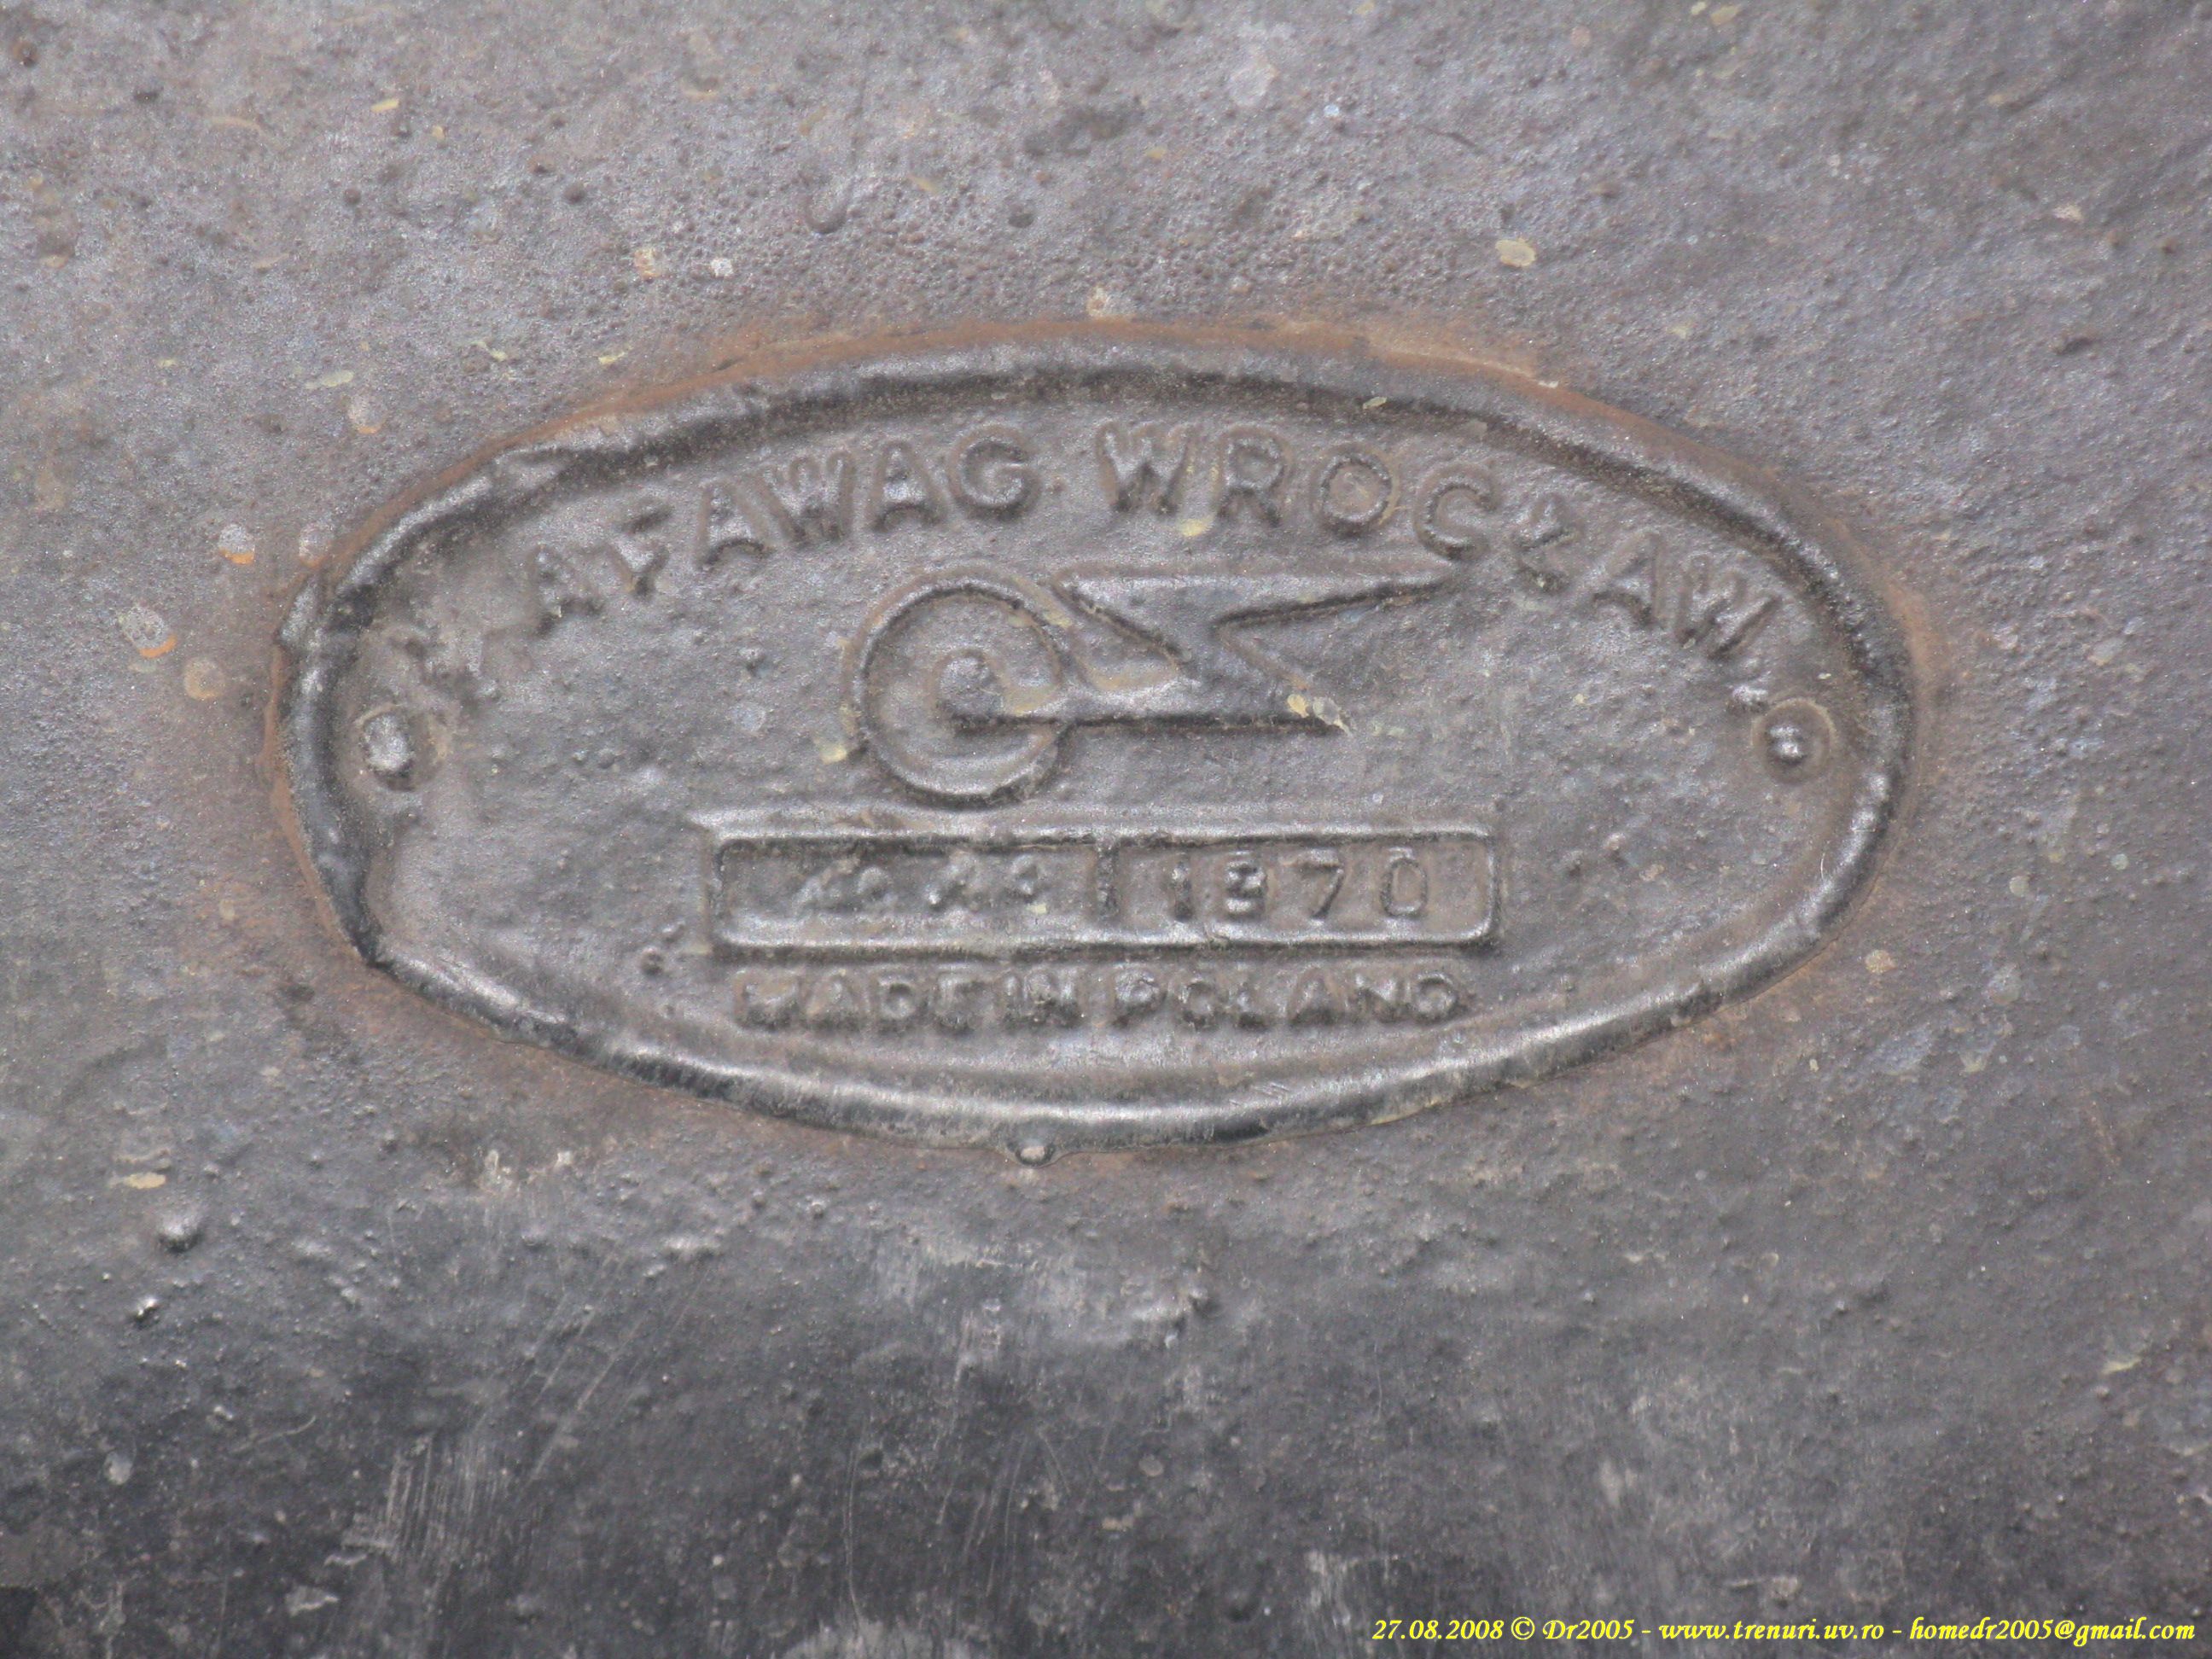 PAFAWAG WROCŁAW
1970
MADE IN POLAND
27.08.2008 © Dr2005 - www.trenuri.uv.ro - homedr2005@gmail.com